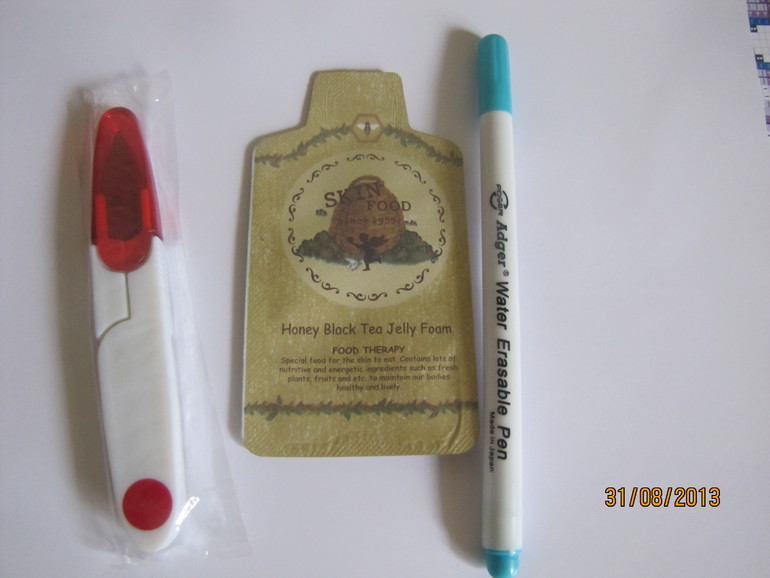 SKIN
FOOD
since 1957
Honey Black Tea Jelly Foam
FOOD THERAPY
Special food for the skin to eat. Contains lots of
nutritive and energetic ingredients such as fresh
plants, fruits and etc. to maintain our bodies
healthy and lively.
Adger® Water Erasable Pen
Made in Japan
31/08/2013